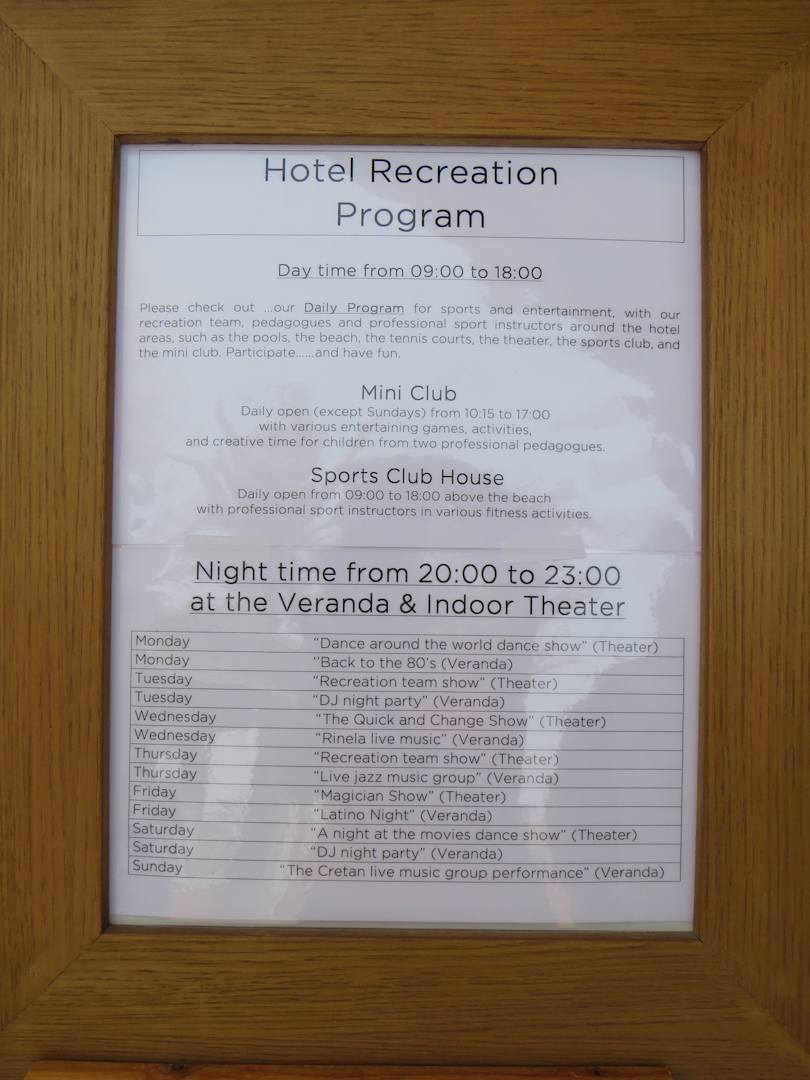 Hotel Recreation
Program
Day time from 09:00 to 18:00
Please check out ...our Daily Program for sports and entertainment, with our
recreation team, pedagogues and professional sport instructors around the hotel
areas, such as the pools, the beach, the tennis courts, the theater, the sports club, and
the mini club. Participate......and have fun.
Mini Club
Daily open (except Sundays) from 10:15 to 17:00
with various entertaining games, activities,
and creative time for children from two professional pedagogues.
Sports Club House
Daily open from 09:00 to 18:00 above the beach
with professional sport instructors in various fitness activities.
Night time from 20:00 to 23:00
at the Veranda & Indoor Theater
Monday "Dance around the world dance show" (Theater)
Monday ''Back to the 80's (Veranda)
Tuesday "Recreation team show" (Theater)
Tuesday "DJ night party" (Veranda)
Wednesday "The Quick and Change Show" (Theater)
Wednesday "Rinela live music" (Veranda)
Thursday "Recreation team show" (Theater)
Thursday "Live jazz music group" (Veranda)
Friday "Magician Show" (Theater)
Friday "Latino Night" (Veranda)
Saturday "A night at the movies dance show" (Theater)
Saturday "DJ night party" (Veranda)
Sunday "The Cretan live music group performance" (Veranda)